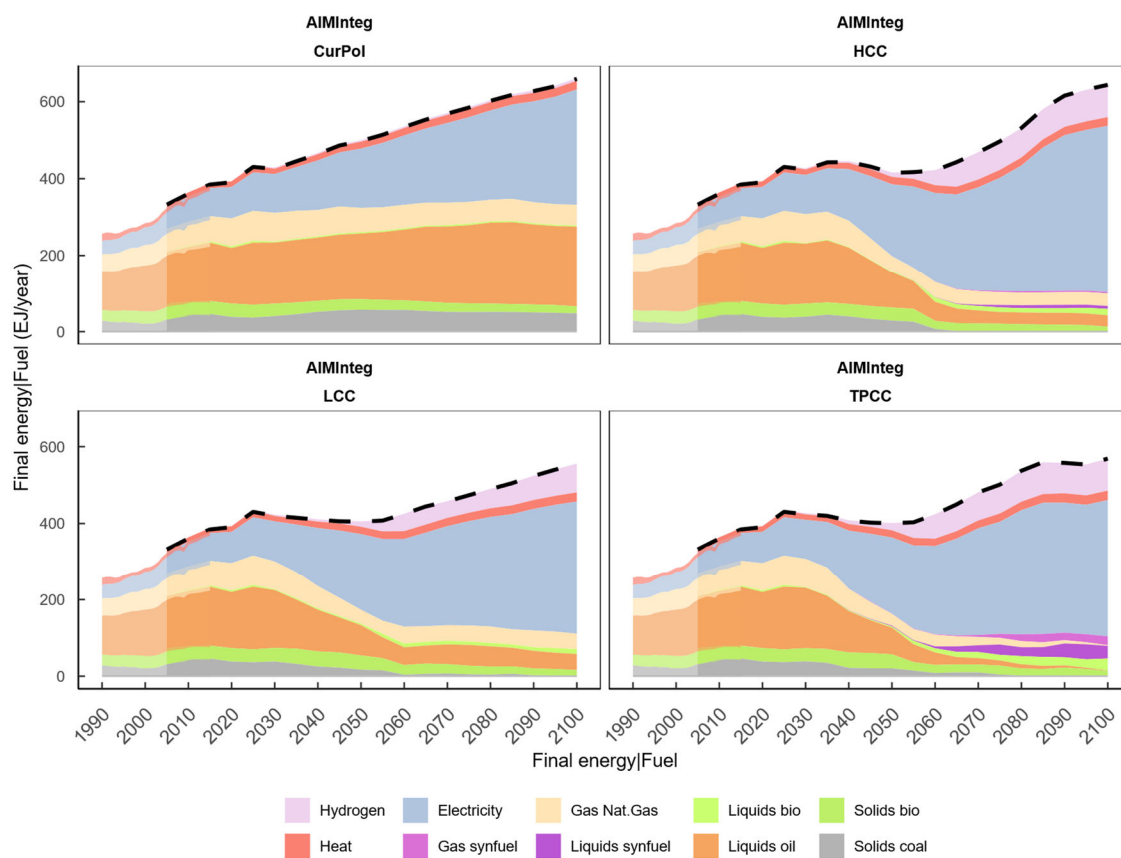 AIMInteg
AIMInteg
CurPol
HCC
600
400
200
0
AIMInteg
AIMInteg
LCC
TPCC
600
400
200
0
Final energy|Fuel (EJ/year)
1990 2000 2010 2020 2030 2040 2050 2060 2070 2080 2090 2100
1990 2000 2010 2020 2030 2040 2050 2060 2070 2080 2090 2100
Final energy|Fuel
Hydrogen Electricity Gas Nat.Gas Liquids bio Solids bio
Heat Gas synfuel Liquids synfuel Liquids oil Solids coal